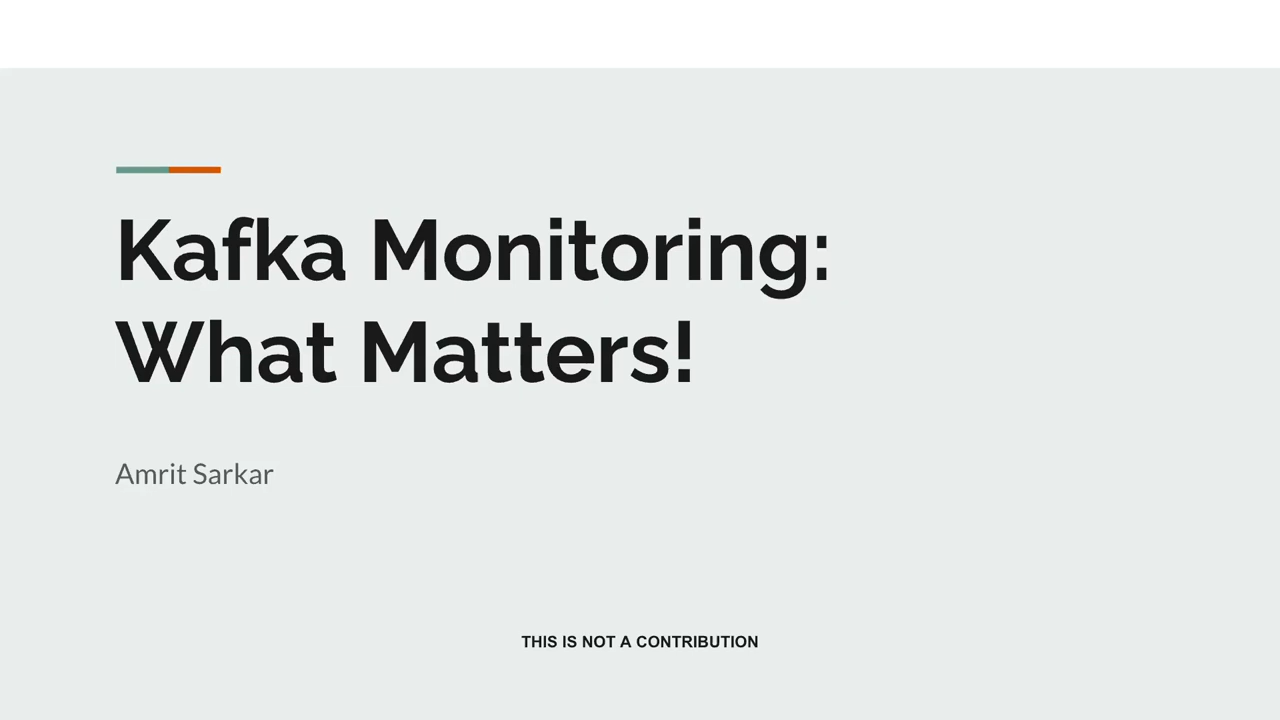 Kafka Monitoring:
What Matters!
Amrit Sarkar
THIS IS NOT A CONTRIBUTION